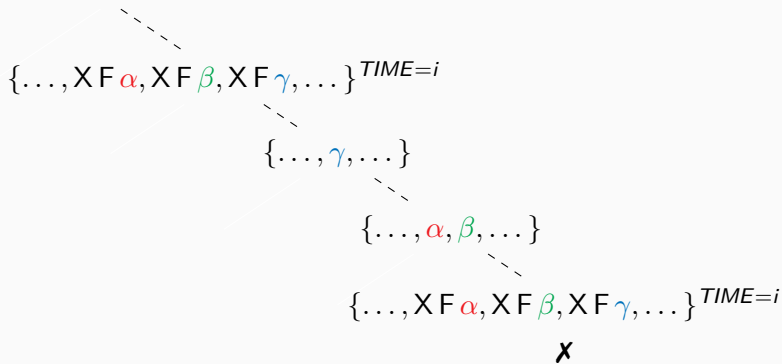 {..., X F α, X F β, X F γ, ...}^{TIME=i}
{..., γ, ...}
{..., α, β, ...}
{..., X F α, X F β, X F γ, ...}^{TIME=i}
✗